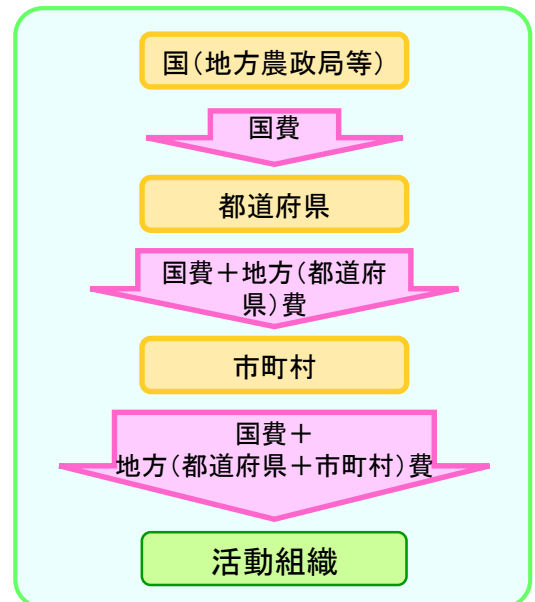 国（地方農政局等）
国費
都道府県
国費＋地方（都道府
県）費
市町村
国費＋
地方（都道府県＋市町村）費
活動組織